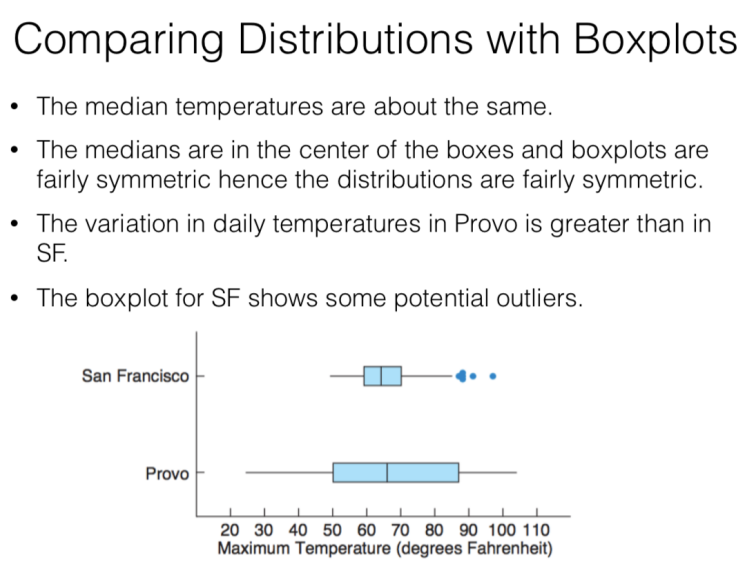 Comparing Distributions with Boxplots
• The median temperatures are about the same.
• The medians are in the center of the boxes and boxplots are
fairly symmetric hence the distributions are fairly symmetric.
• The variation in daily temperatures in Provo is greater than in
SF.
• The boxplot for SF shows some potential outliers.
San Francisco
Provo
20 30 40 50 60 70 80 90 100 110
Maximum Temperature (degrees Fahrenheit)